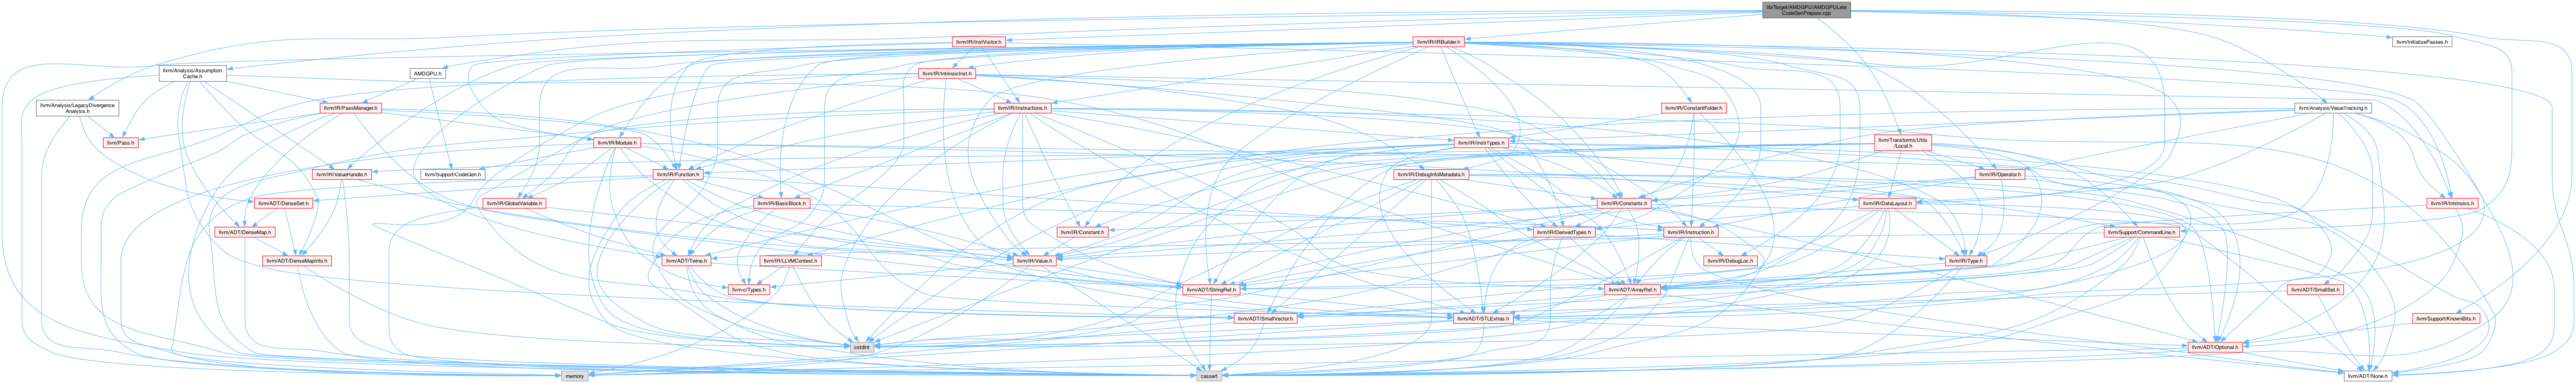 lib/Target/AMDGPU/AMDGPULate
CodeGenPrepare.cpp
llvm/IR/InstVisitor.h
llvm/IR/IRBuilder.h
llvm/InitializePasses.h
llvm/Analysis/Assumption
Cache.h
AMDGPU.h
llvm/IR/IntrinsicInst.h
llvm/Analysis/LegacyDivergence
Analysis.h
llvm/IR/PassManager.h
llvm/IR/Instructions.h
llvm/IR/ConstantFolder.h
llvm/Analysis/ValueTracking.h
llvm/Pass.h
llvm/IR/Module.h
llvm/IR/InstrTypes.h
llvm/Transforms/Utils
/Local.h
llvm/IR/ValueHandle.h
llvm/Support/CodeGen.h
llvm/IR/Function.h
llvm/IR/DebugInfoMetadata.h
llvm/IR/Operator.h
llvm/ADT/DenseSet.h
llvm/IR/GlobalVariable.h
llvm/IR/BasicBlock.h
llvm/IR/Constants.h
llvm/IR/DataLayout.h
llvm/IR/Intrinsics.h
llvm/ADT/DenseMap.h
llvm/IR/Constant.h
llvm/IR/DerivedTypes.h
llvm/IR/Instruction.h
llvm/Support/CommandLine.h
llvm/ADT/DenseMapInfo.h
llvm/ADT/Twine.h
llvm/IR/LLVMContext.h
llvm/IR/Value.h
llvm/IR/DebugLoc.h
llvm/IR/Type.h
llvm-c/Types.h
llvm/ADT/StringRef.h
llvm/ADT/ArrayRef.h
llvm/ADT/SmallSet.h
llvm/ADT/SmallVector.h
llvm/ADT/STLExtras.h
llvm/Support/KnownBits.h
cstdint
llvm/ADT/Optional.h
memory
cassert
llvm/ADT/None.h